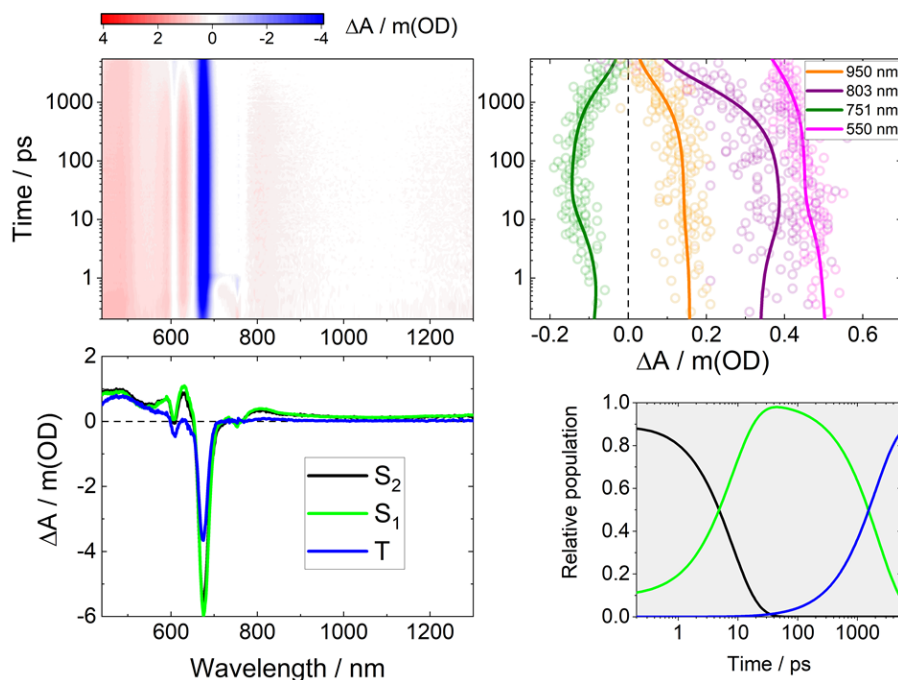 4 2 0 -2 -4 ΔA / m(OD)
Time / ps
1000
100
10
1
600 800 1000 1200
1000
100
10
1
950 nm
803 nm
751 nm
550 nm
-0.2 0.0 0.2 0.4 0.6
ΔA / m(OD)
ΔA / m(OD)
2
0
-2
-4
-6
S₂
S₁
T
600 800 1000 1200
Wavelength / nm
Relative population
1.0
0.8
0.6
0.4
0.2
0.0
1 10 100 1000
Time / ps